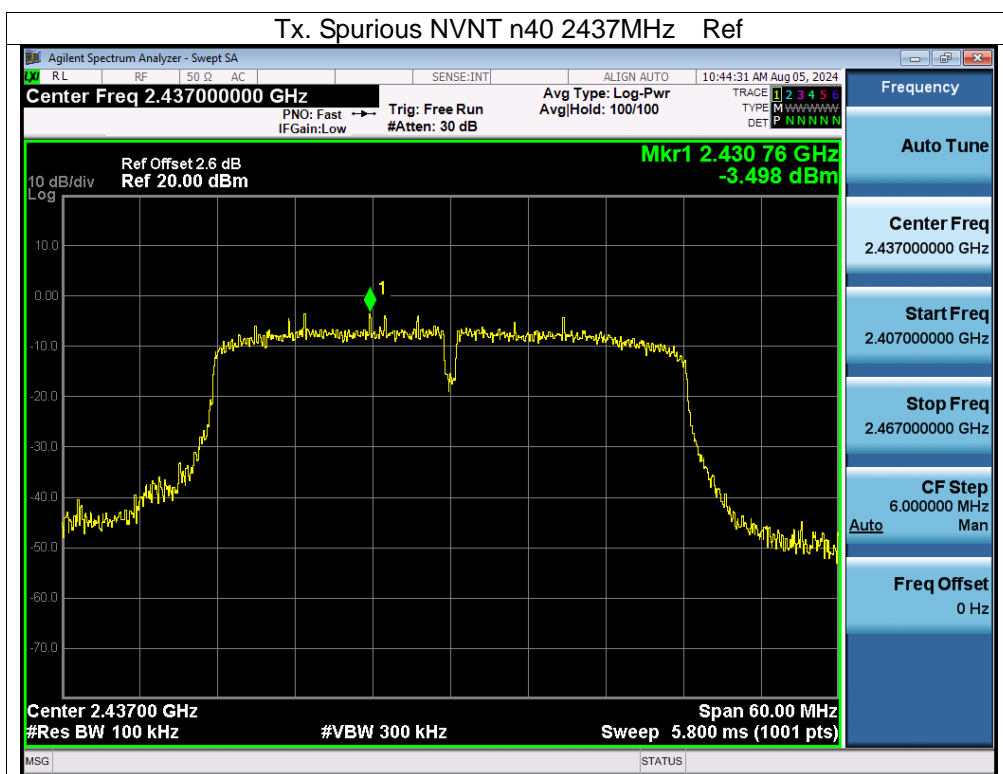 Tx. Spurious NVNT n40 2437MHz Ref
Agilent Spectrum Analyzer - Swept SA
LXI RL RF 50 Ω AC SENSE:INT ALIGN AUTO 10:44:31 AM Aug 05, 2024
Center Freq 2.437000000 GHz
PNO: Fast
IFGain:Low
Trig: Free Run
#Atten: 30 dB
Avg Type: Log-Pwr
Avg|Hold: 100/100
TRACE 1 2 3 4 5 6
TYPE M WWWWW
DET P N N N N N
Mkr1 2.430 76 GHz
-3.498 dBm
Ref Offset 2.6 dB
10 dB/div Ref 20.00 dBm
Log
1
10.0
0.00
-10.0
-20.0
-30.0
-40.0
-50.0
-60.0
-70.0
Center 2.43700 GHz Span 60.00 MHz
#Res BW 100 kHz #VBW 300 kHz Sweep 5.800 ms (1001 pts)
MSG STATUS
Frequency
Auto Tune
Center Freq
2.437000000 GHz
Start Freq
2.407000000 GHz
Stop Freq
2.467000000 GHz
CF Step
6.000000 MHz
Auto Man
Freq Offset
0 Hz